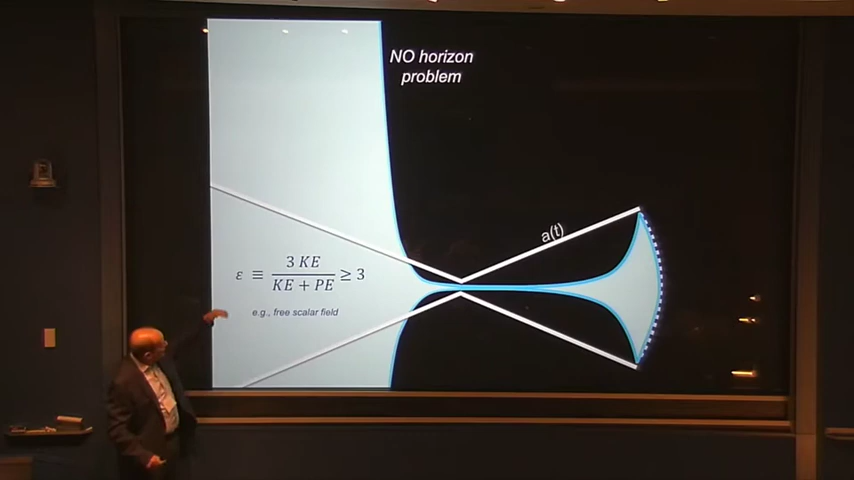 NO horizon
problem
a(t)
ε ≡ 3 KE / KE + PE ≥ 3
e.g., free scalar field